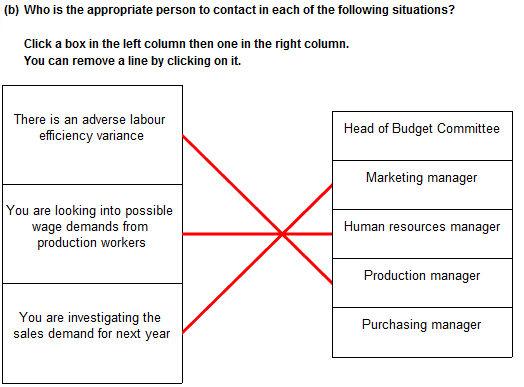 (b) Who is the appropriate person to contact in each of the following situations?
Click a box in the left column then one in the right column.
You can remove a line by clicking on it.
There is an adverse labour
efficiency variance
You are looking into possible
wage demands from
production workers
You are investigating the
sales demand for next year
Head of Budget Committee
Marketing manager
Human resources manager
Production manager
Purchasing manager